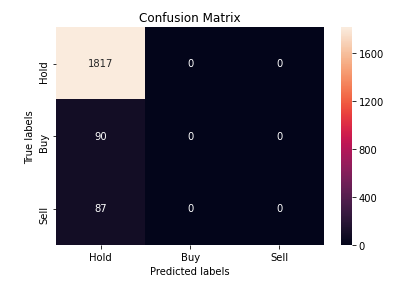 Confusion Matrix
Hold
1817
0
0
1600
1200
True labels
Buy
90
0
0
800
400
Sell
87
0
0
0
Hold
Buy
Sell
Predicted labels